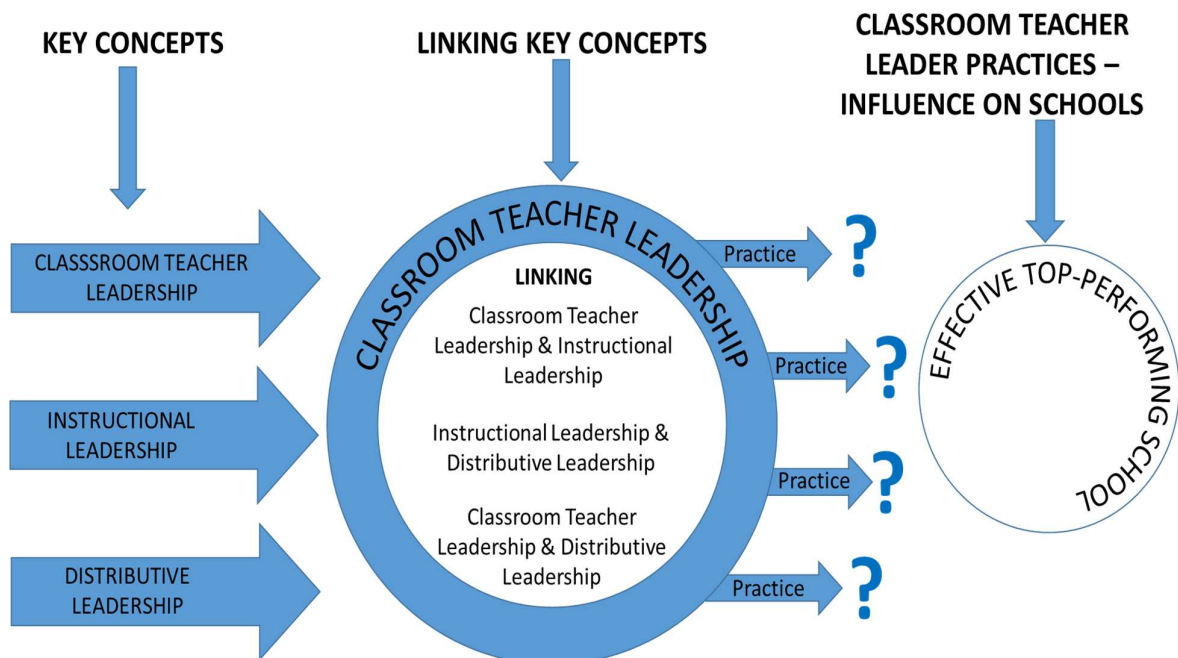 KEY CONCEPTS
LINKING KEY CONCEPTS
CLASSROOM TEACHER
LEADER PRACTICES –
INFLUENCE ON SCHOOLS
CLASSSROOM TEACHER
LEADERSHIP
INSTRUCTIONAL
LEADERSHIP
DISTRIBUTIVE
LEADERSHIP
CLASSROOM TEACHER LEADERSHIP
LINKING
Classroom Teacher
Leadership & Instructional
Leadership
Instructional Leadership &
Distributive Leadership
Classroom Teacher
Leadership & Distributive
Leadership
Practice ?
Practice ?
Practice ?
Practice ?
EFFECTIVE TOP-PERFORMING SCHOOL